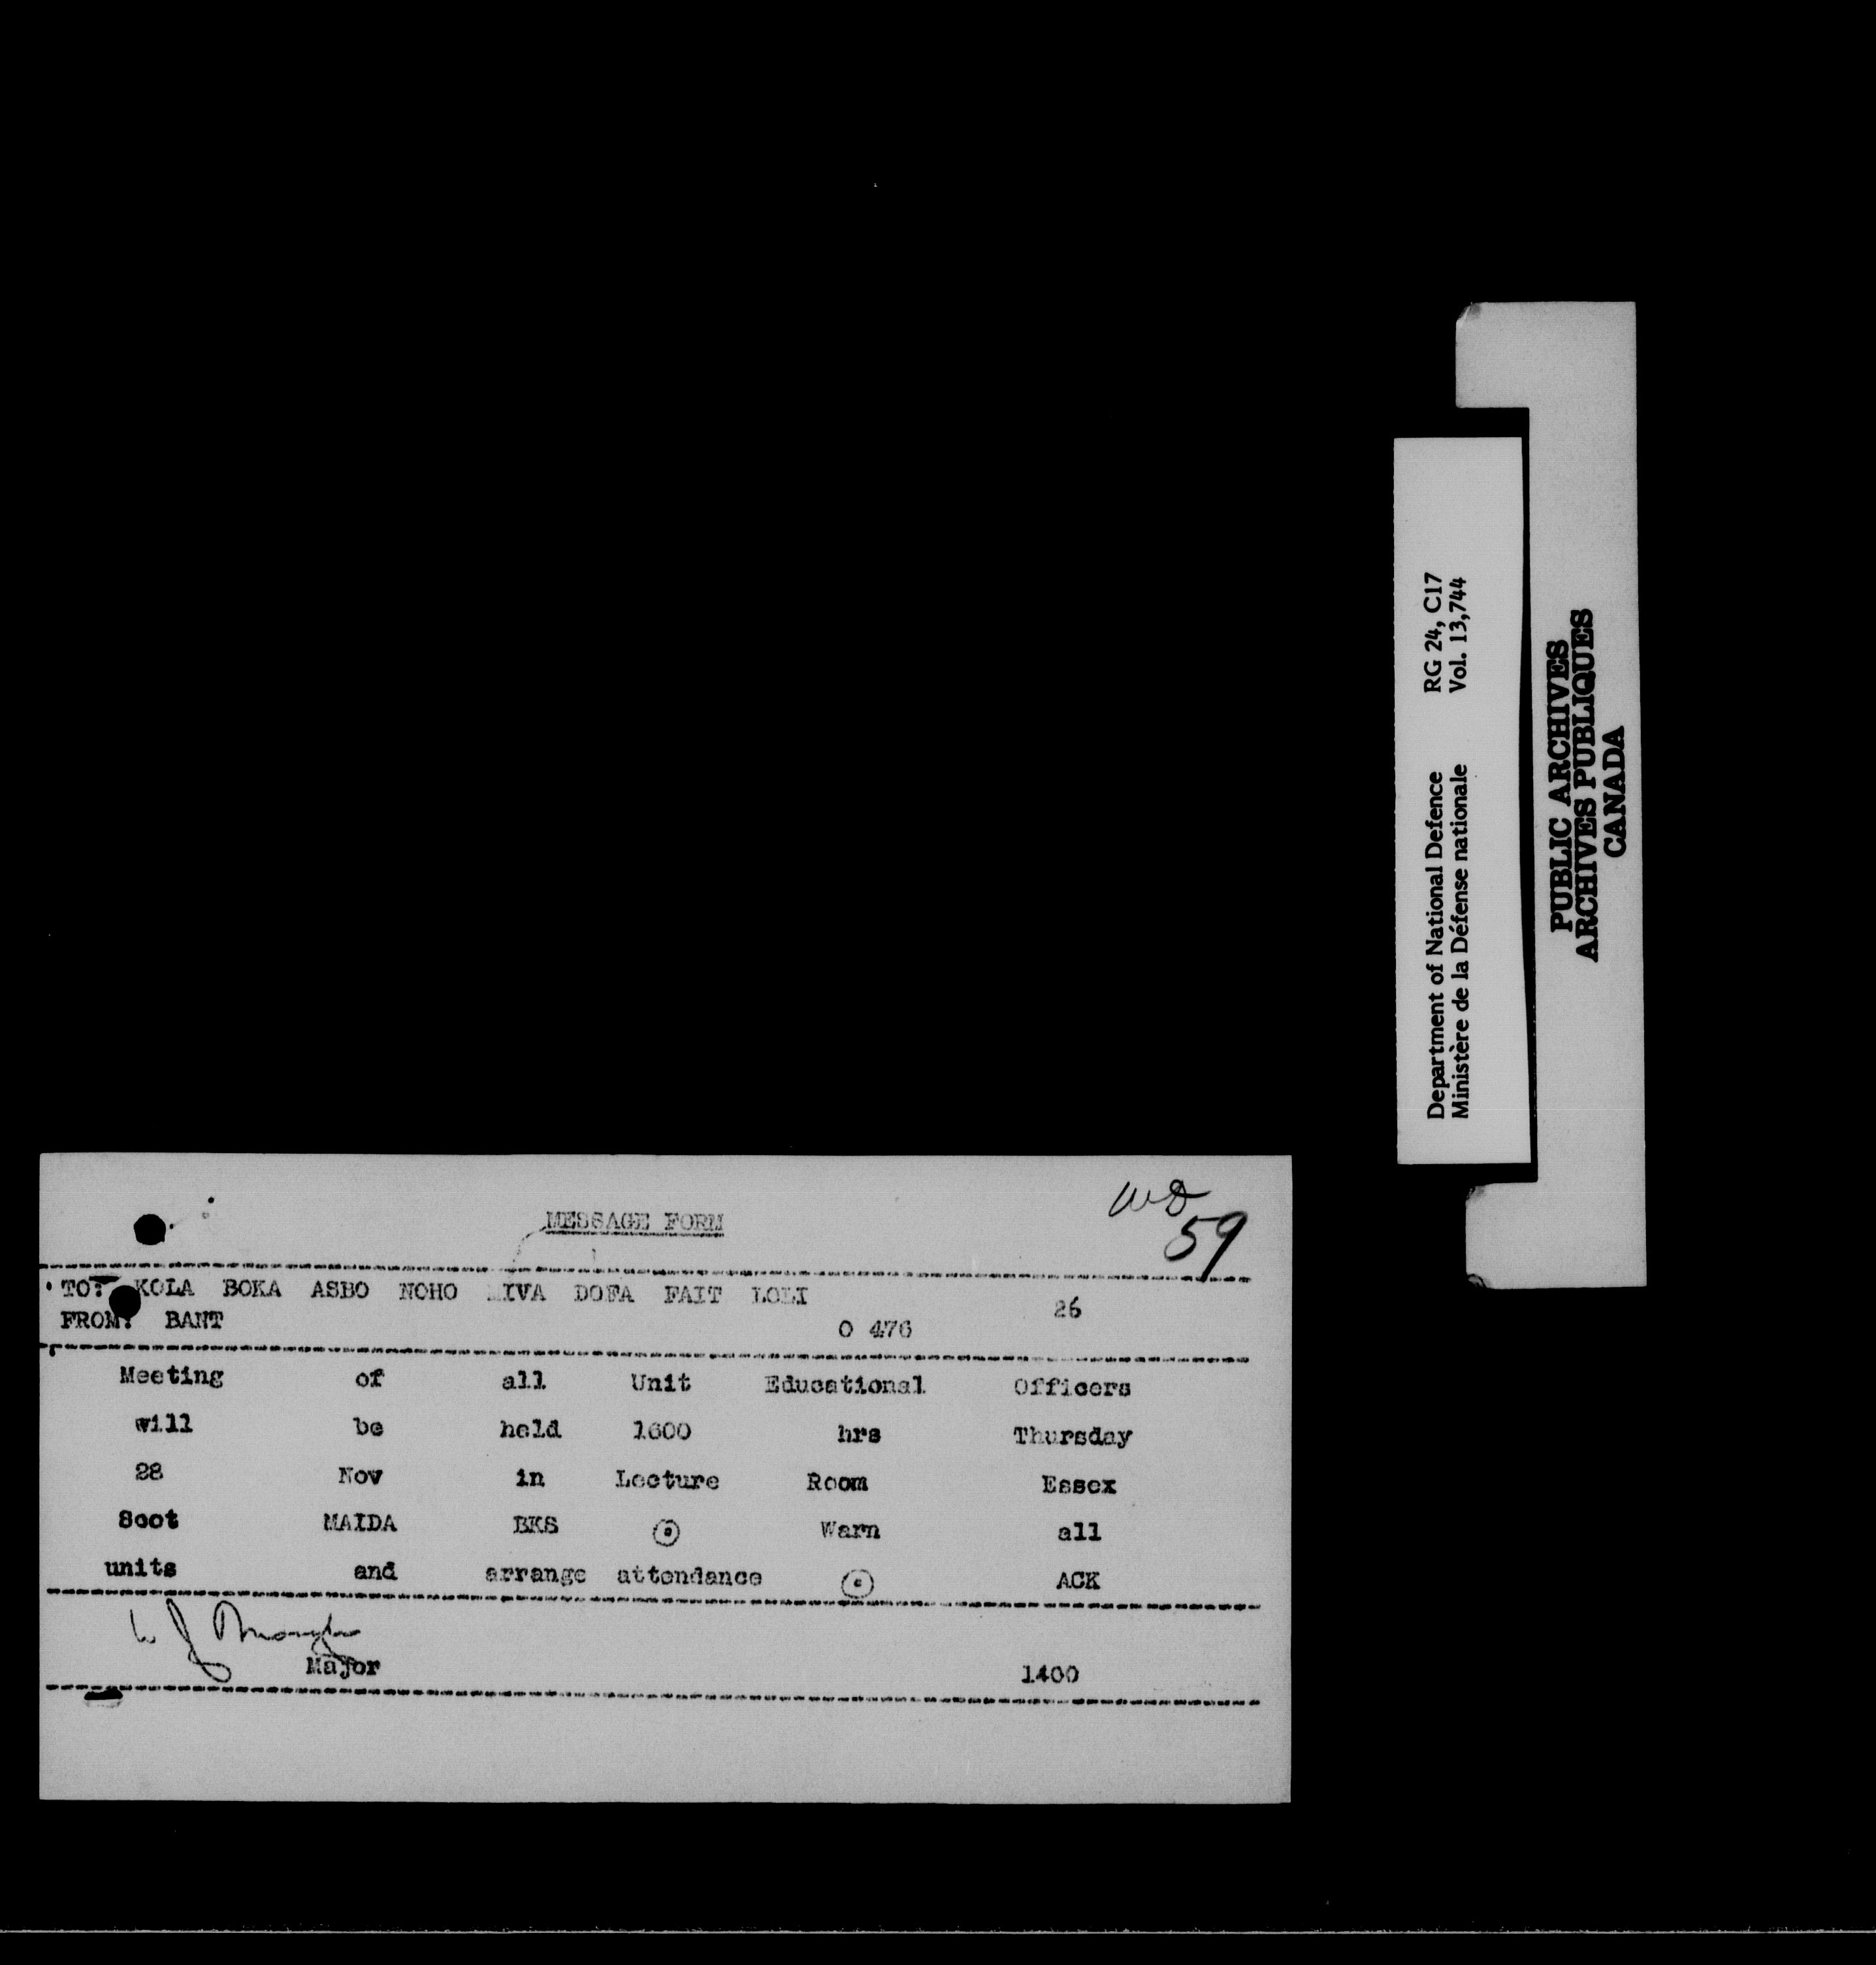 MESSAGE FORM
WD
59
TO: KOLA BOKA ASBO NOHO IVA DOFA FAIT LOLI
26
FROM: BANT
O 476
Meeting of all Unit Educational Officers
will be held 1600 hrs Thursday
28 Nov in Lecture Room Essex
Scot MAIDA BKS ⊙ Warn all
units and arrange attendance ⊙ ACK
Major
1400
Department of National Defence RG 24, C17
Ministère de la Défense nationale Vol. 13,744
PUBLIC ARCHIVES
ARCHIVES PUBLIQUES
CANADA